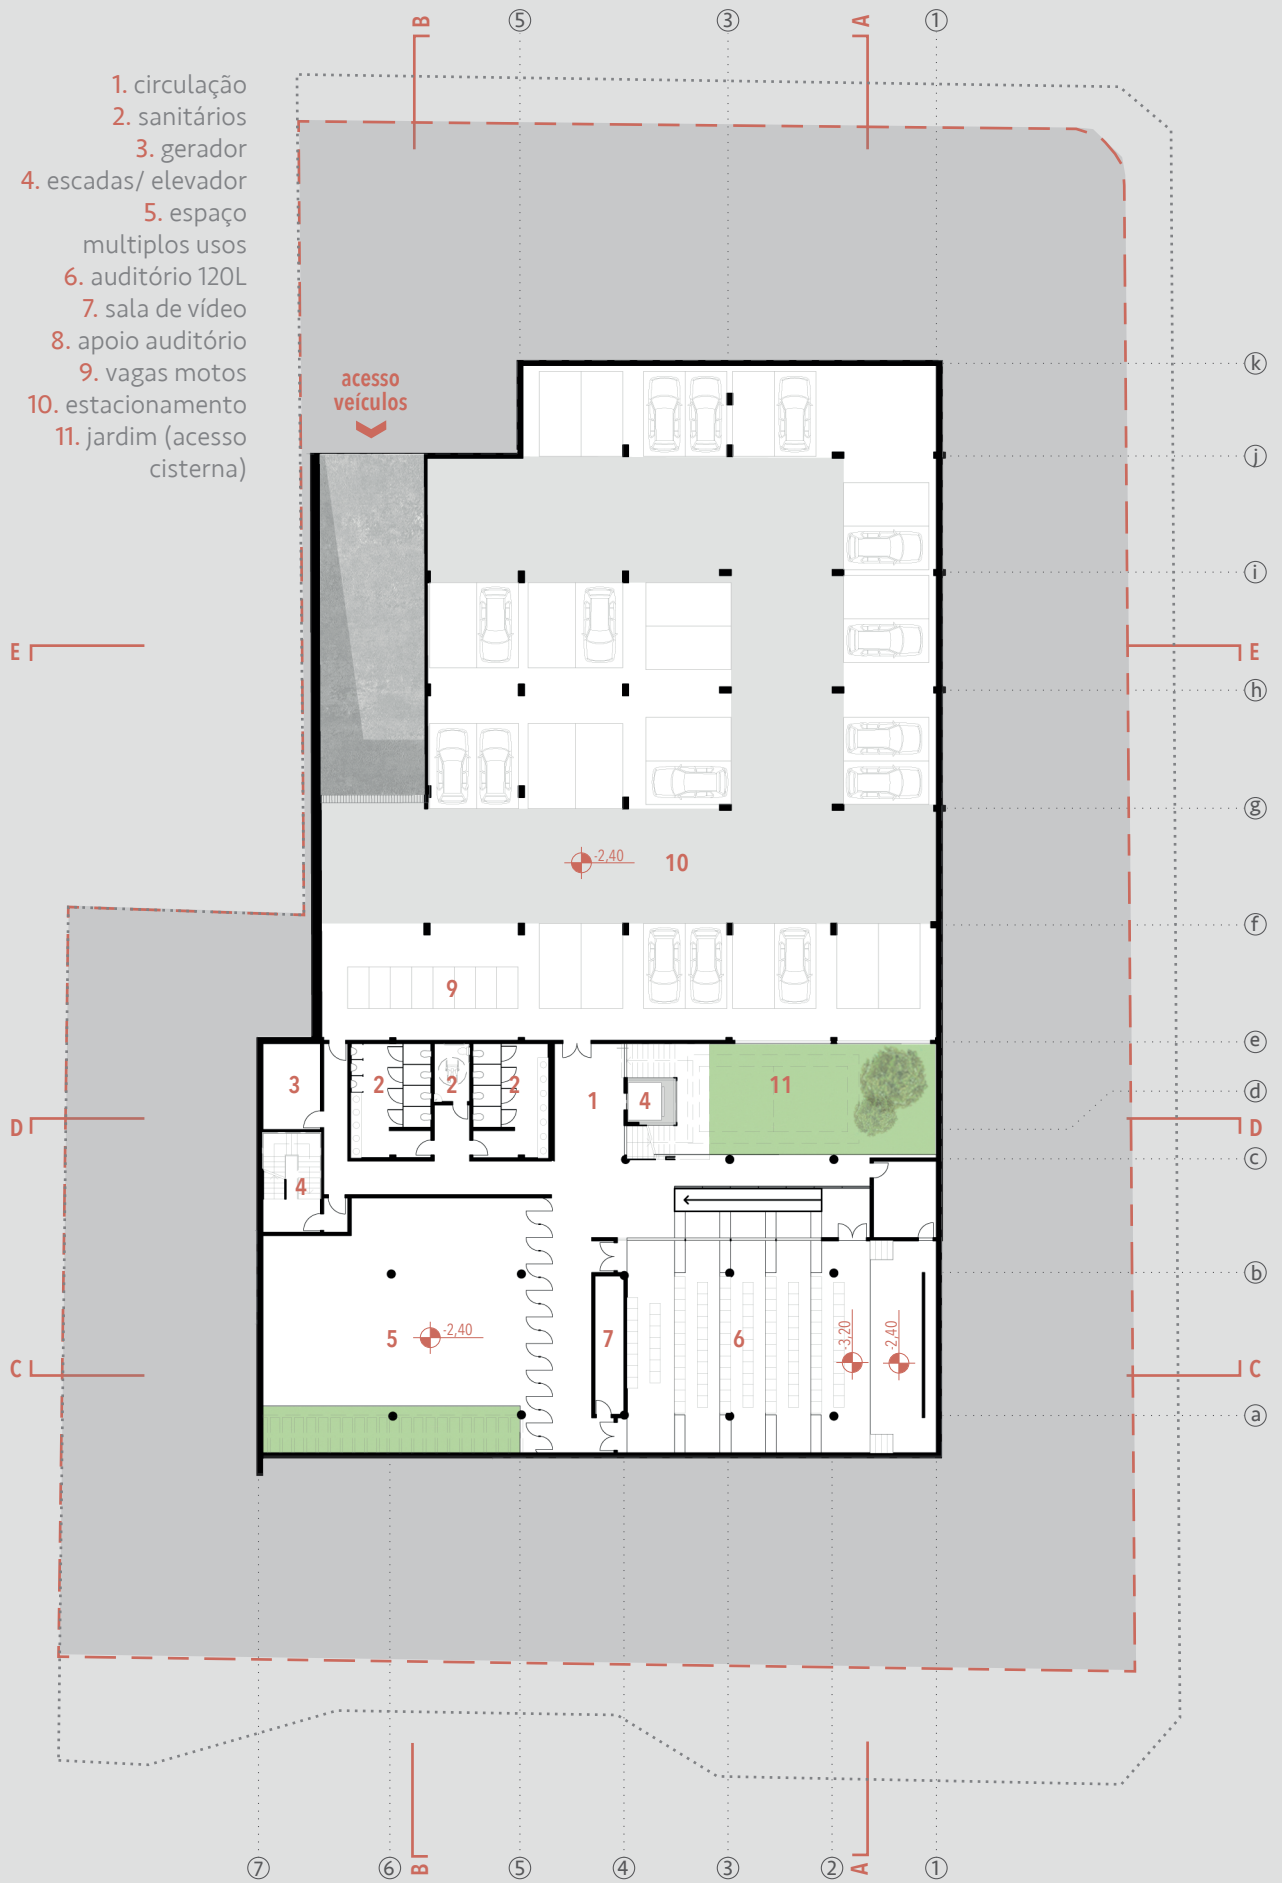 B
5
3
A
1
1. circulação
2. sanitários
3. gerador
4. escadas/ elevador
5. espaço
multiplos usos
6. auditório 120L
7. sala de vídeo
8. apoio auditório
9. vagas motos
10. estacionamento
11. jardim (acesso
cisterna)
acesso
veículos
k
j
i
E
E
h
g
-2,40
10
f
9
e
3
2
2
2
1
4
11
d
D
D
c
4
b
5
-2,40
7
6
-3,20
-2,40
C
C
a
7
6
B
5
4
3
2
A
1